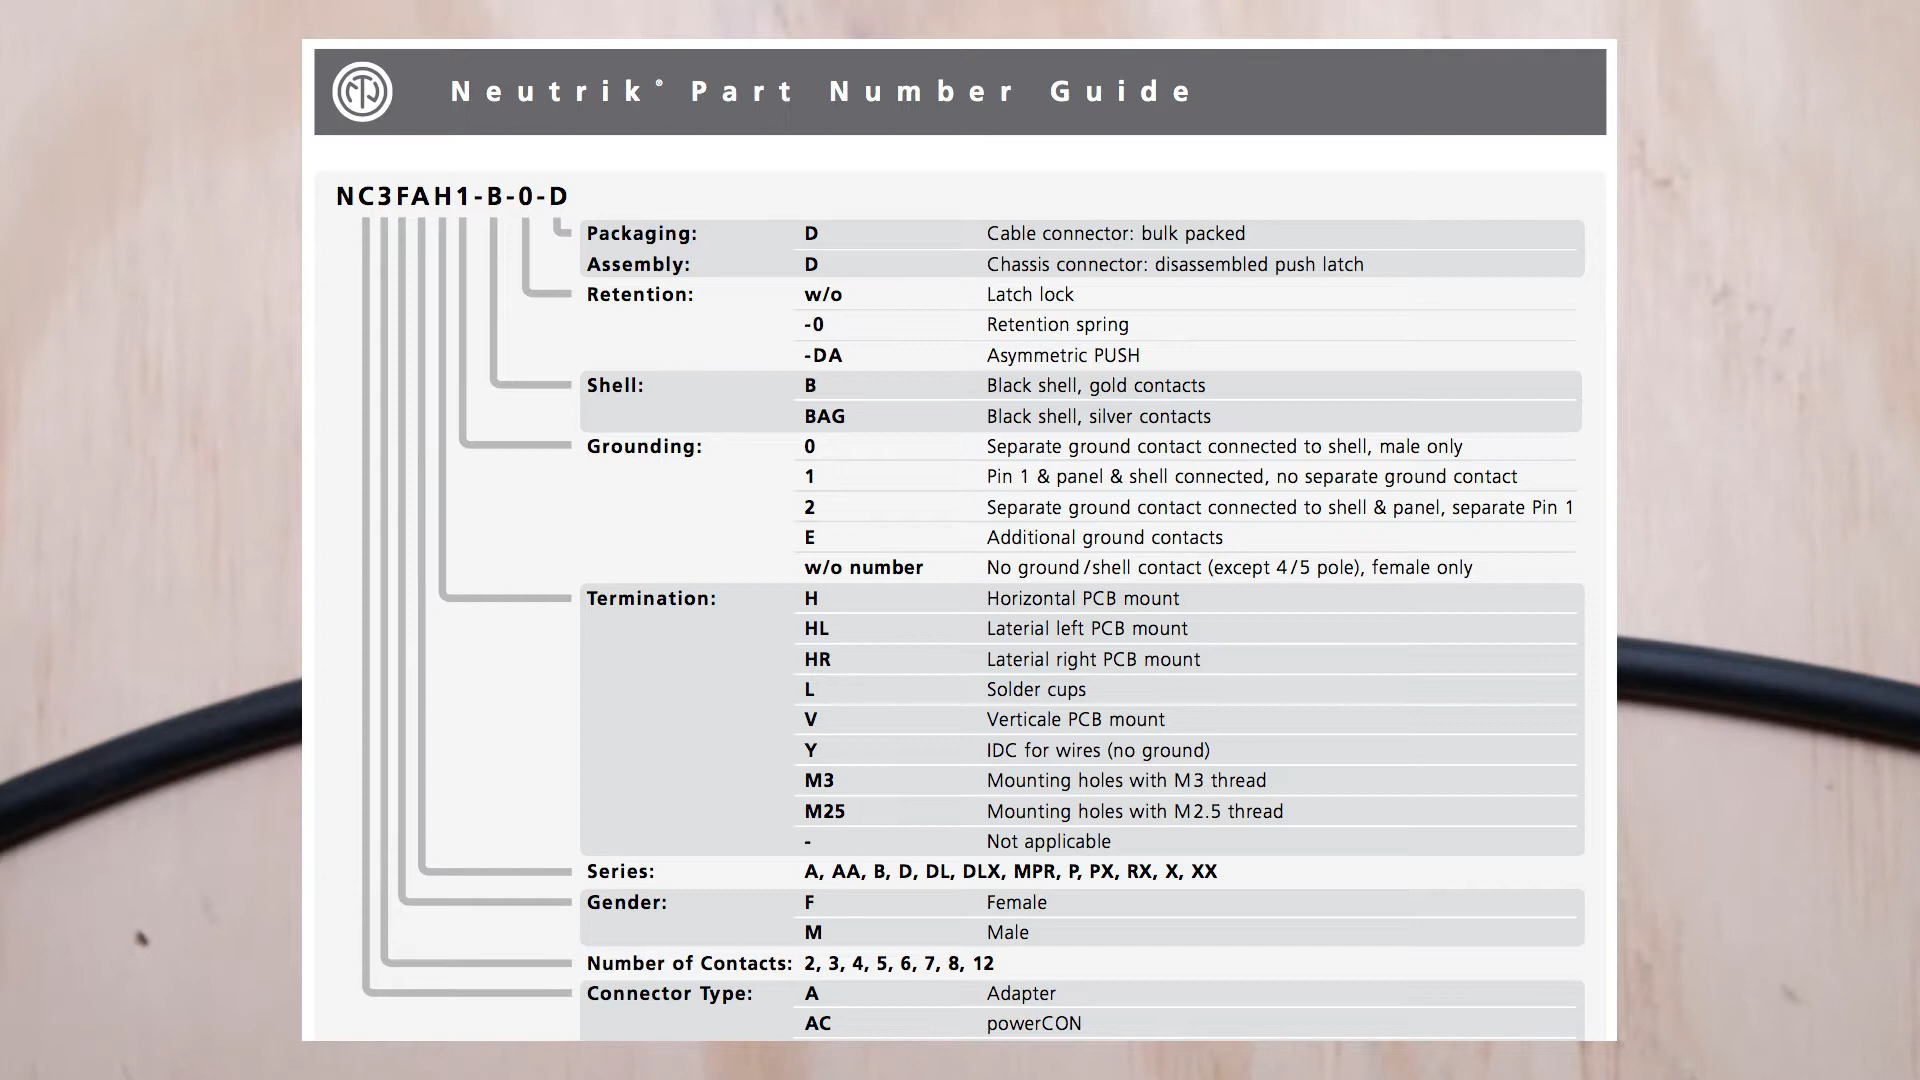 Neutrik® Part Number Guide
NC3FAH1-B-0-D
Packaging: D Cable connector: bulk packed
Assembly: D Chassis connector: disassembled push latch
Retention: w/o Latch lock
-0 Retention spring
-DA Asymmetric PUSH
Shell: B Black shell, gold contacts
BAG Black shell, silver contacts
Grounding: 0 Separate ground contact connected to shell, male only
1 Pin 1 & panel & shell connected, no separate ground contact
2 Separate ground contact connected to shell & panel, separate Pin 1
E Additional ground contacts
w/o number No ground/shell contact (except 4/5 pole), female only
Termination: H Horizontal PCB mount
HL Laterial left PCB mount
HR Laterial right PCB mount
L Solder cups
V Verticale PCB mount
Y IDC for wires (no ground)
M3 Mounting holes with M3 thread
M25 Mounting holes with M2.5 thread
- Not applicable
Series: A, AA, B, D, DL, DLX, MPR, P, PX, RX, X, XX
Gender: F Female
M Male
Number of Contacts: 2, 3, 4, 5, 6, 7, 8, 12
Connector Type: A Adapter
AC powerCON